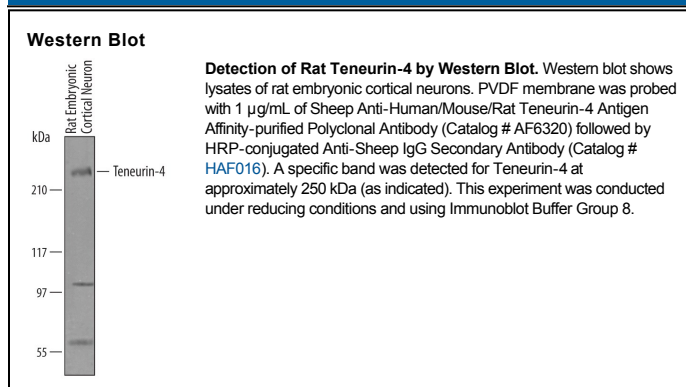 Western Blot
Rat Embryonic
Cortical Neuron
kDa
Teneurin-4
210
117
97
55
Detection of Rat Teneurin-4 by Western Blot. Western blot shows
lysates of rat embryonic cortical neurons. PVDF membrane was probed
with 1 µg/mL of Sheep Anti-Human/Mouse/Rat Teneurin-4 Antigen
Affinity-purified Polyclonal Antibody (Catalog # AF6320) followed by
HRP-conjugated Anti-Sheep IgG Secondary Antibody (Catalog #
HAF016). A specific band was detected for Teneurin-4 at
approximately 250 kDa (as indicated). This experiment was conducted
under reducing conditions and using Immunoblot Buffer Group 8.